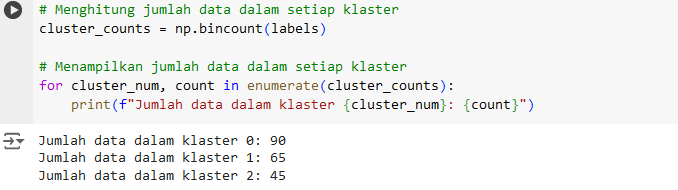 # Menghitung jumlah data dalam setiap klaster
cluster_counts = np.bincount(labels)

# Menampilkan jumlah data dalam setiap klaster
for cluster_num, count in enumerate(cluster_counts):
    print(f"Jumlah data dalam klaster {cluster_num}: {count}")
Jumlah data dalam klaster 0: 90
Jumlah data dalam klaster 1: 65
Jumlah data dalam klaster 2: 45